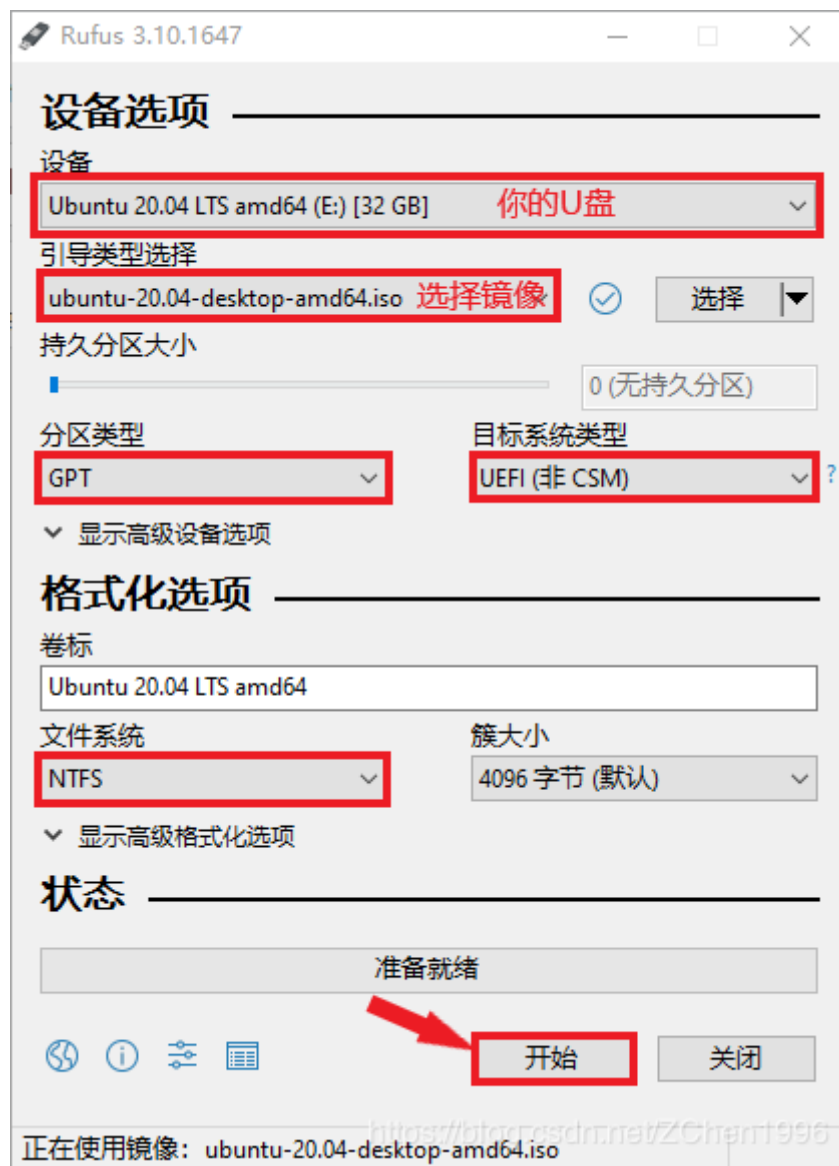 Rufus 3.10.1647
设备选项
设备
Ubuntu 20.04 LTS amd64 (E:) [32 GB] 你的U盘
引导类型选择
ubuntu-20.04-desktop-amd64.iso 选择镜像 选择
持久分区大小
0 (无持久分区)
分区类型 目标系统类型
GPT UEFI (非 CSM) ?
显示高级设备选项
格式化选项
卷标
Ubuntu 20.04 LTS amd64
文件系统 簇大小
NTFS 4096 字节 (默认)
显示高级格式化选项
状态
准备就绪
开始 关闭
https://blog.csdn.net/ZChen1996
正在使用镜像：ubuntu-20.04-desktop-amd64.iso